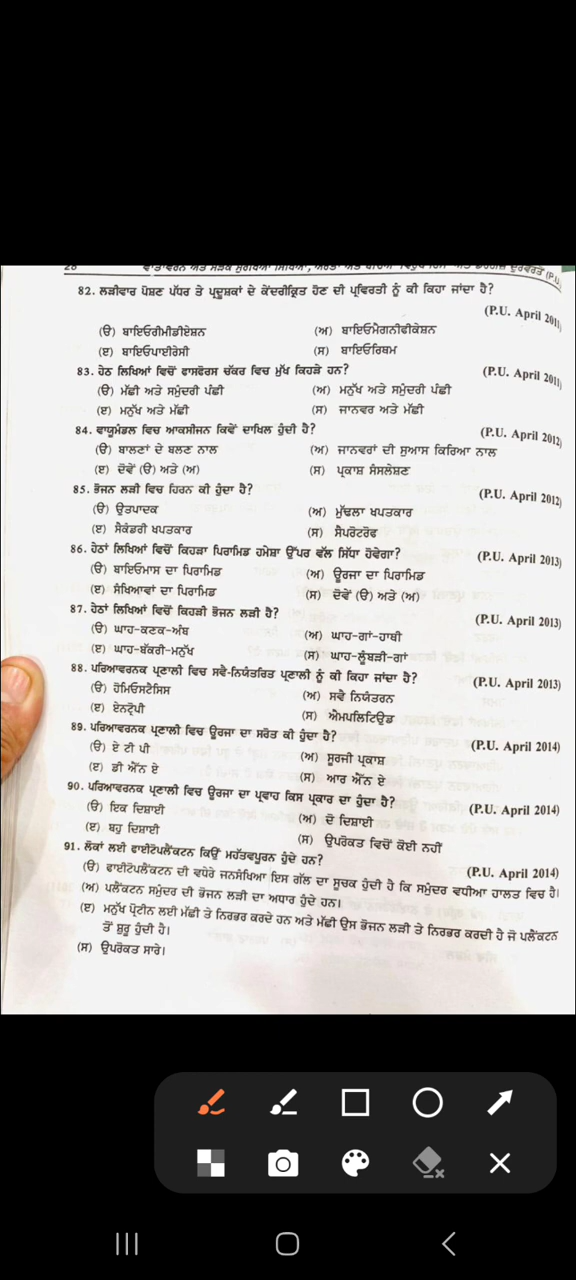 28
82. ਲੜੀਵਾਰ ਪੋਸ਼ਣ ਪੱਧਰ ਤੇ ਪ੍ਰਦੂਸ਼ਕਾਂ ਦੇ ਕੇਂਦਰੀਕ੍ਰਿਤ ਹੋਣ ਦੀ ਪ੍ਰਵਿਰਤੀ ਨੂੰ ਕੀ ਕਿਹਾ ਜਾਂਦਾ ਹੈ?
(P.U. April 2011)
(ੳ) ਬਾਇਓਰੀਮੀਡੀਏਸ਼ਨ (ਅ) ਬਾਇਓਮੈਗਨੀਫੀਕੇਸ਼ਨ
(ੲ) ਬਾਇਓਪਾਈਰੇਸੀ (ਸ) ਬਾਇਓਰਿਥਮ
83. ਹੇਠ ਲਿਖਿਆਂ ਵਿਚੋਂ ਫਾਸਫੋਰਸ ਚੱਕਰ ਵਿਚ ਮੁੱਖ ਕਿਹੜੇ ਹਨ? (P.U. April 2011)
(ੳ) ਮੱਛੀ ਅਤੇ ਸਮੁੰਦਰੀ ਪੰਛੀ (ਅ) ਮਨੁੱਖ ਅਤੇ ਸਮੁੰਦਰੀ ਪੰਛੀ
(ੲ) ਮਨੁੱਖ ਅਤੇ ਮੱਛੀ (ਸ) ਜਾਨਵਰ ਅਤੇ ਮੱਛੀ
84. ਵਾਯੂਮੰਡਲ ਵਿਚ ਆਕਸੀਜਨ ਕਿਵੇਂ ਦਾਖਿਲ ਹੁੰਦੀ ਹੈ? (P.U. April 2012)
(ੳ) ਬਾਲਣਾਂ ਦੇ ਬਲਣ ਨਾਲ (ਅ) ਜਾਨਵਰਾਂ ਦੀ ਸੁਆਸ ਕਿਰਿਆ ਨਾਲ
(ੲ) ਦੋਵੇਂ (ੳ) ਅਤੇ (ਅ) (ਸ) ਪ੍ਰਕਾਸ਼ ਸੰਸਲੇਸ਼ਣ
85. ਭੋਜਨ ਲੜੀ ਵਿਚ ਹਿਰਨ ਕੀ ਹੁੰਦਾ ਹੈ? (P.U. April 2012)
(ੳ) ਉਤਪਾਦਕ (ਅ) ਮੁੱਢਲਾ ਖਪਤਕਾਰ
(ੲ) ਸੈਕੰਡਰੀ ਖਪਤਕਾਰ (ਸ) ਸੈਪਰੋਟਰੋਫ
86. ਹੇਠਾਂ ਲਿਖਿਆਂ ਵਿਚੋਂ ਕਿਹੜਾ ਪਿਰਾਮਿਡ ਹਮੇਸ਼ਾ ਉੱਪਰ ਵੱਲ ਸਿੱਧਾ ਹੋਵੇਗਾ? (P.U. April 2013)
(ੳ) ਬਾਇਓਮਾਸ ਦਾ ਪਿਰਾਮਿਡ (ਅ) ਊਰਜਾ ਦਾ ਪਿਰਾਮਿਡ
(ੲ) ਸੰਖਿਆਵਾਂ ਦਾ ਪਿਰਾਮਿਡ (ਸ) ਦੋਵੇਂ (ੳ) ਅਤੇ (ਅ)
87. ਹੇਠਾਂ ਲਿਖਿਆਂ ਵਿਚੋਂ ਕਿਹੜੀ ਭੋਜਨ ਲੜੀ ਹੈ? (P.U. April 2013)
(ੳ) ਘਾਹ-ਕਣਕ-ਅੰਬ (ਅ) ਘਾਹ-ਗਾਂ-ਹਾਥੀ
(ੲ) ਘਾਹ-ਬੱਕਰੀ-ਮਨੁੱਖ (ਸ) ਘਾਹ-ਲੂੰਬੜੀ-ਗਾਂ
88. ਪਰਿਆਵਰਨਕ ਪ੍ਰਣਾਲੀ ਵਿਚ ਸਵੈ-ਨਿਯੰਤਰਿਤ ਪ੍ਰਣਾਲੀ ਨੂੰ ਕੀ ਕਿਹਾ ਜਾਂਦਾ ਹੈ? (P.U. April 2013)
(ੳ) ਹੋਮਿਓਸਟੈਸਿਸ (ਅ) ਸਵੈ ਨਿਯੰਤਰਨ
(ੲ) ਏਨਟ੍ਰੌਪੀ (ਸ) ਐਮਪਲਿਟਿਊਡ
89. ਪਰਿਆਵਰਨਕ ਪ੍ਰਣਾਲੀ ਵਿਚ ਊਰਜਾ ਦਾ ਸਰੋਤ ਕੀ ਹੁੰਦਾ ਹੈ? (P.U. April 2014)
(ੳ) ਏ ਟੀ ਪੀ (ਅ) ਸੂਰਜੀ ਪ੍ਰਕਾਸ਼
(ੲ) ਡੀ ਐੱਨ ਏ (ਸ) ਆਰ ਐੱਨ ਏ
90. ਪਰਿਆਵਰਨਕ ਪ੍ਰਣਾਲੀ ਵਿਚ ਊਰਜਾ ਦਾ ਪ੍ਰਵਾਹ ਕਿਸ ਪ੍ਰਕਾਰ ਦਾ ਹੁੰਦਾ ਹੈ? (P.U. April 2014)
(ੳ) ਇਕ ਦਿਸ਼ਾਈ (ਅ) ਦੋ ਦਿਸ਼ਾਈ
(ੲ) ਬਹੁ ਦਿਸ਼ਾਈ (ਸ) ਉਪਰੋਕਤ ਵਿਚੋਂ ਕੋਈ ਨਹੀਂ
91. ਲੋਕਾਂ ਲਈ ਫਾਈਟੋਪਲੈਂਕਟਨ ਕਿਉਂ ਮਹੱਤਵਪੂਰਨ ਹੁੰਦੇ ਹਨ? (P.U. April 2014)
(ੳ) ਫਾਈਟੋਪਲੈਂਕਟਨ ਦੀ ਵਧੇਰੇ ਜਨਸੰਖਿਆ ਇਸ ਗੱਲ ਦਾ ਸੂਚਕ ਹੁੰਦੀ ਹੈ ਕਿ ਸਮੁੰਦਰ ਵਧੀਆ ਹਾਲਤ ਵਿਚ ਹੈ।
(ਅ) ਪਲੈਂਕਟਨ ਸਮੁੰਦਰ ਦੀ ਭੋਜਨ ਲੜੀ ਦਾ ਅਧਾਰ ਹੁੰਦੇ ਹਨ।
(ੲ) ਮਨੁੱਖ ਪ੍ਰੋਟੀਨ ਲਈ ਮੱਛੀ ਤੇ ਨਿਰਭਰ ਕਰਦੇ ਹਨ ਅਤੇ ਮੱਛੀ ਉਸ ਭੋਜਨ ਲੜੀ ਤੇ ਨਿਰਭਰ ਕਰਦੀ ਹੈ ਜੋ ਪਲੈਂਕਟਨ
ਤੋਂ ਸ਼ੁਰੂ ਹੁੰਦੀ ਹੈ।
(ਸ) ਉਪਰੋਕਤ ਸਾਰੇ।